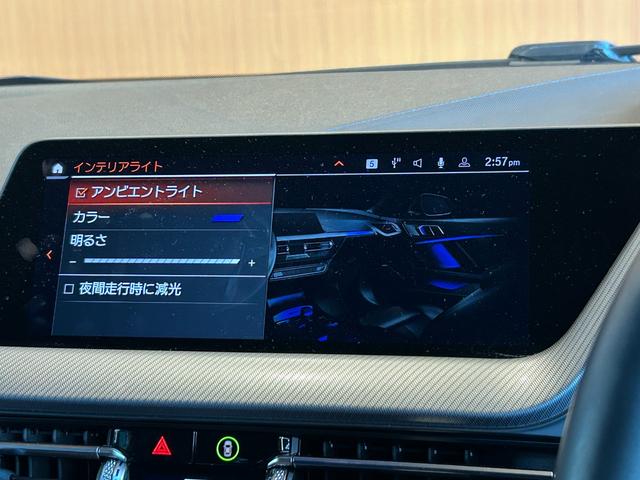 インテリアライト
5
2:57pm
アンビエントライト
カラー
明るさ
− +
夜間走行時に減光